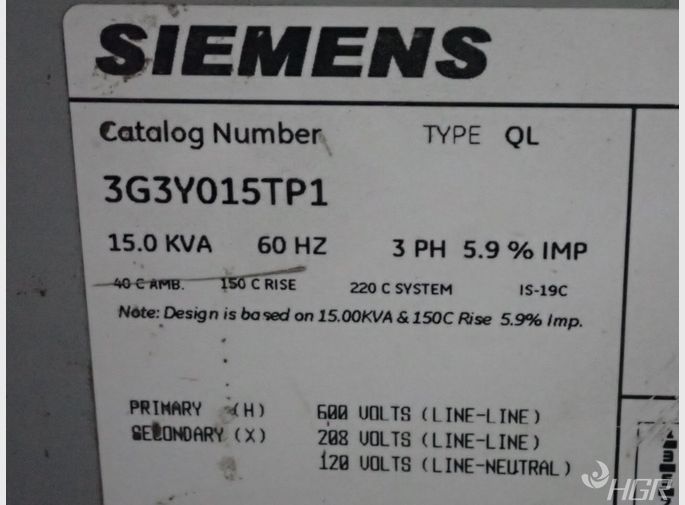 SIEMENS
Catalog Number TYPE QL
3G3Y015TP1
15.0 KVA 60 HZ 3 PH 5.9 % IMP
40 C AMB. 150 C RISE 220 C SYSTEM IS-19C
Note: Design is based on 15.00KVA & 150C Rise 5.9% Imp.
PRIMARY (H) 600 VOLTS (LINE-LINE)
SECONDARY (X) 208 VOLTS (LINE-LINE)
120 VOLTS (LINE-NEUTRAL)
HGR